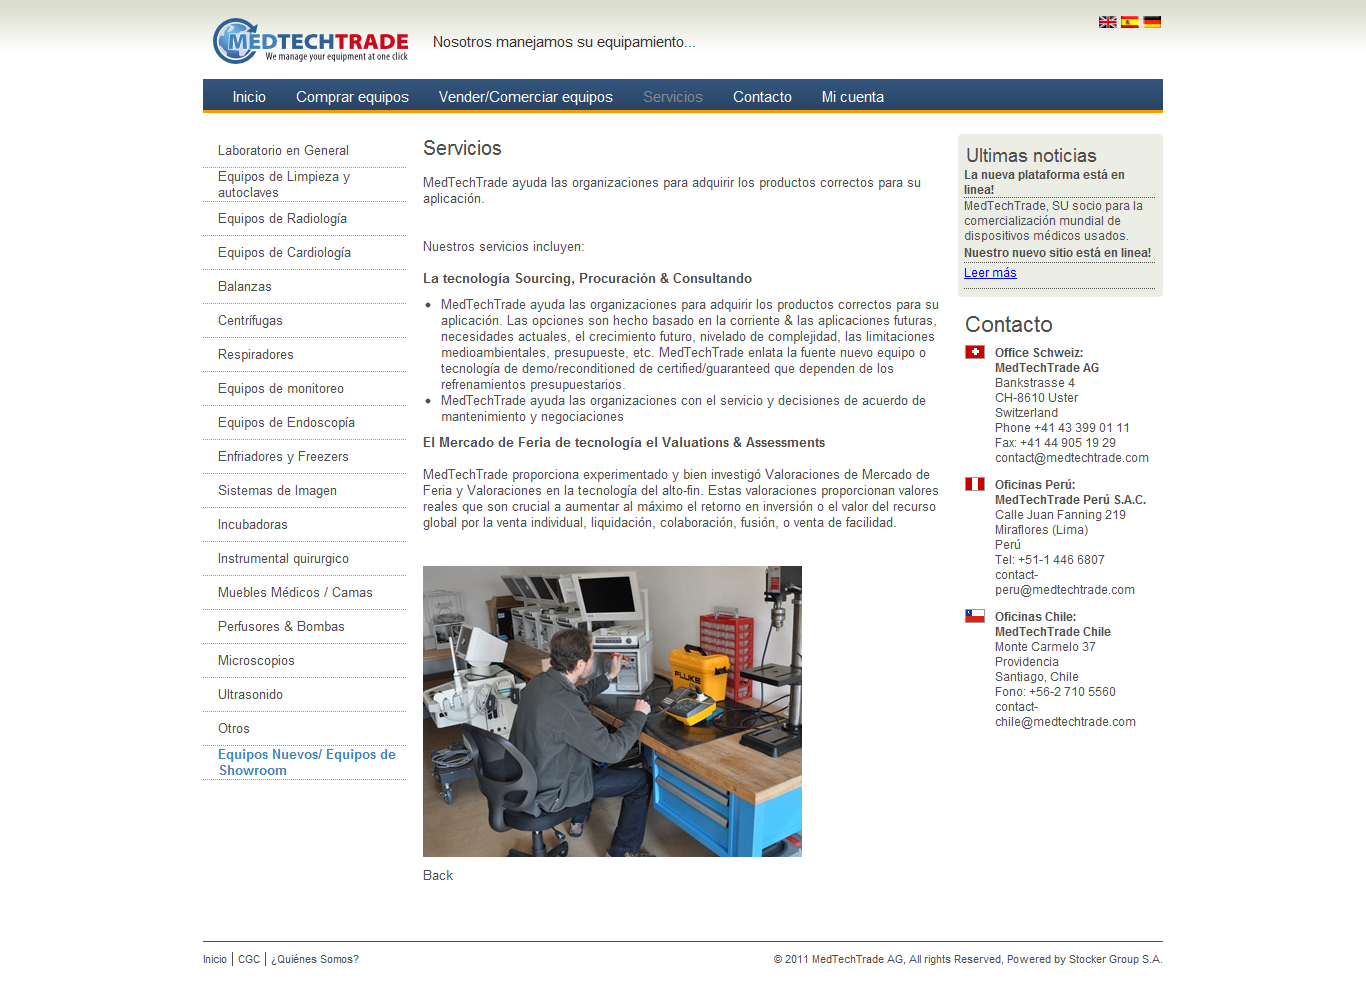 MEDTECHTRADE
We manage your equipment at one click
Nosotros manejamos su equipamiento...
Inicio
Comprar equipos
Vender/Comerciar equipos
Servicios
Contacto
Mi cuenta
Laboratorio en General
Equipos de Limpieza y
autoclaves
Equipos de Radiología
Equipos de Cardiología
Balanzas
Centrífugas
Respiradores
Equipos de monitoreo
Equipos de Endoscopía
Enfriadores y Freezers
Sistemas de Imagen
Incubadoras
Instrumental quirurgico
Muebles Médicos / Camas
Perfusores & Bombas
Microscopios
Ultrasonido
Otros
Equipos Nuevos/ Equipos de
Showroom
Servicios
MedTechTrade ayuda las organizaciones para adquirir los productos correctos para su
aplicación.
Nuestros servicios incluyen:
La tecnología Sourcing, Procuración & Consultando
MedTechTrade ayuda las organizaciones para adquirir los productos correctos para su
aplicación. Las opciones son hecho basado en la corriente & las aplicaciones futuras,
necesidades actuales, el crecimiento futuro, nivelado de complejidad, las limitaciones
medioambientales, presupueste, etc. MedTechTrade enlata la fuente nuevo equipo o
tecnología de demo/reconditioned de certified/guaranteed que dependen de los
refrenamientos presupuestarios.
MedTechTrade ayuda las organizaciones con el servicio y decisiones de acuerdo de
mantenimiento y negociaciones
El Mercado de Feria de tecnología el Valuations & Assessments
MedTechTrade proporciona experimentado y bien investigó Valoraciones de Mercado de
Feria y Valoraciones en la tecnología del alto-fin. Estas valoraciones proporcionan valores
reales que son crucial a aumentar al máximo el retorno en inversión o el valor del recurso
global por la venta individual, liquidación, colaboración, fusión, o venta de facilidad.
FLUKE
Back
Ultimas noticias
La nueva plataforma está en
linea!
MedTechTrade, SU socio para la
comercialización mundial de
dispositivos médicos usados.
Nuestro nuevo sitio está en linea!
Leer más
Contacto
Office Schweiz:
MedTechTrade AG
Bankstrasse 4
CH-8610 Uster
Switzerland
Phone +41 43 399 01 11
Fax: +41 44 905 19 29
contact@medtechtrade.com
Oficinas Perú:
MedTechTrade Perú S.A.C.
Calle Juan Fanning 219
Miraflores (Lima)
Perú
Tel: +51-1 446 6807
contact-
peru@medtechtrade.com
Oficinas Chile:
MedTechTrade Chile
Monte Carmelo 37
Providencia
Santiago, Chile
Fono: +56-2 710 5560
contact-
chile@medtechtrade.com
Inicio | CGC | ¿Quiénes Somos?
© 2011 MedTechTrade AG, All rights Reserved, Powered by Stocker Group S.A.